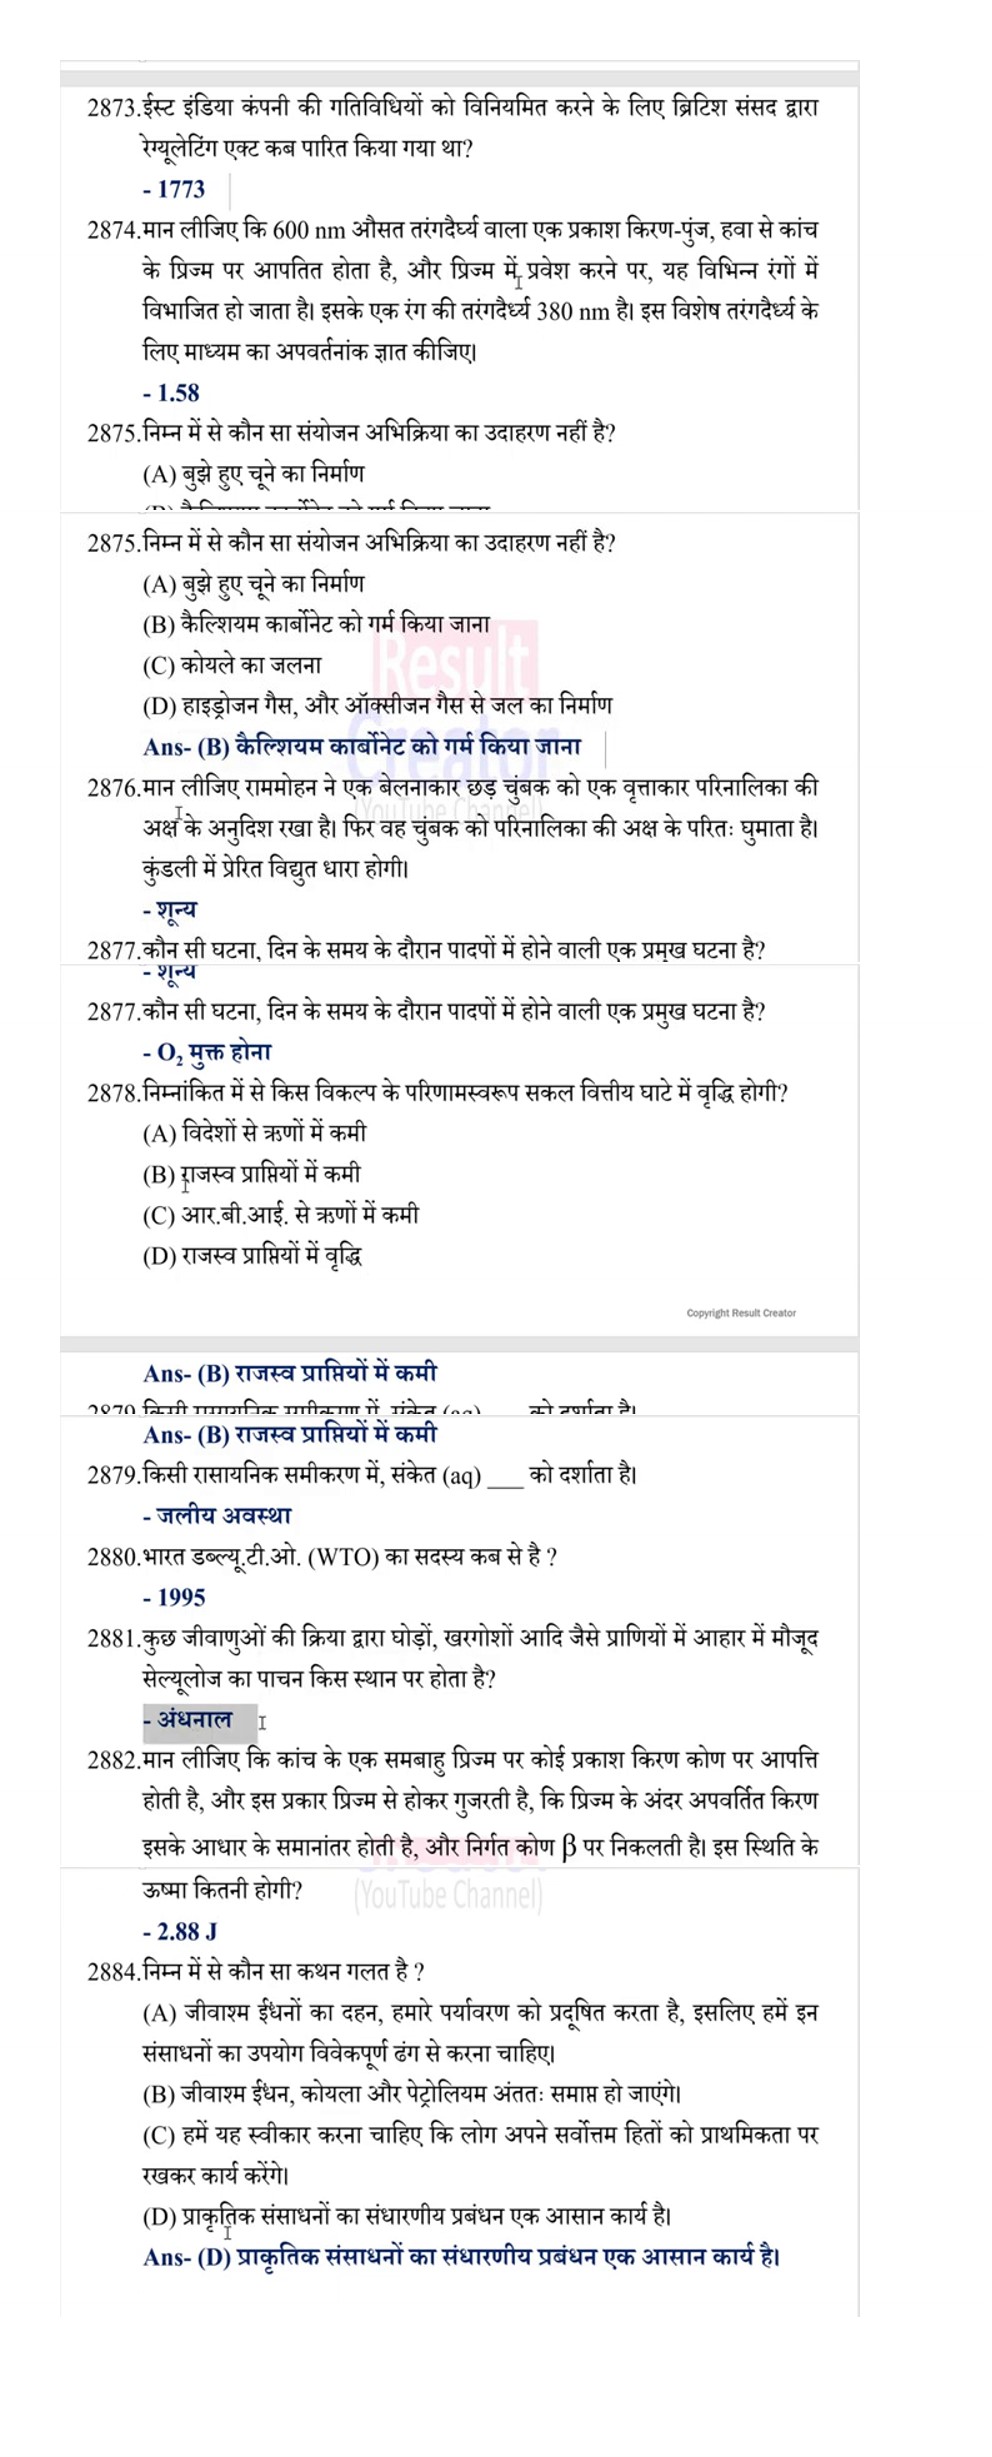 2873.ईस्ट इंडिया कंपनी की गतिविधियों को विनियमित करने के लिए ब्रिटिश संसद द्वारा
रेग्यूलेटिंग एक्ट कब पारित किया गया था?
- 1773
2874.मान लीजिए कि 600 nm औसत तरंगदैर्घ्य वाला एक प्रकाश किरण-पुंज, हवा से कांच
के प्रिज्म पर आपतित होता है, और प्रिज्म में प्रवेश करने पर, यह विभिन्न रंगों में
विभाजित हो जाता है। इसके एक रंग की तरंगदैर्ध्य 380 nm है। इस विशेष तरंगदैर्ध्य के
लिए माध्यम का अपवर्तनांक ज्ञात कीजिए।
- 1.58
2875.निम्न में से कौन सा संयोजन अभिक्रिया का उदाहरण नहीं है?
(A) बुझे हुए चूने का निर्माण
(B) कैल्शियम कार्बोनेट को गर्म किया जाना
2875.निम्न में से कौन सा संयोजन अभिक्रिया का उदाहरण नहीं है?
(A) बुझे हुए चूने का निर्माण
(B) कैल्शियम कार्बोनेट को गर्म किया जाना
(C) कोयले का जलना
Result
(D) हाइड्रोजन गैस, और ऑक्सीजन गैस से जल का निर्माण
Ans- (B) कैल्शियम कार्बोनेट को गर्म किया जाना
Creator
2876.मान लीजिए राममोहन ने एक बेलनाकार छड़ चुंबक को एक वृत्ताकार परिनालिका की
(YouTube Channel)
अक्ष के अनुदिश रखा है। फिर वह चुंबक को परिनालिका की अक्ष के परितः घुमाता है।
कुंडली में प्रेरित विद्युत धारा होगी।
- शून्य
2877.कौन सी घटना, दिन के समय के दौरान पादपों में होने वाली एक प्रमुख घटना है?
- शून्य
2877.कौन सी घटना, दिन के समय के दौरान पादपों में होने वाली एक प्रमुख घटना है?
- O₂ मुक्त होना
2878.निम्नांकित में से किस विकल्प के परिणामस्वरूप सकल वित्तीय घाटे में वृद्धि होगी?
(A) विदेशों से ऋणों में कमी
(B) राजस्व प्राप्तियों में कमी
(C) आर.बी.आई. से ऋणों में कमी
(D) राजस्व प्राप्तियों में वृद्धि
Copyright Result Creator
Ans- (B) राजस्व प्राप्तियों में कमी
2879.किसी रासायनिक समीकरण में, संकेत (aq) ___ को दर्शाता है।
Ans- (B) राजस्व प्राप्तियों में कमी
2879.किसी रासायनिक समीकरण में, संकेत (aq) ___ को दर्शाता है।
- जलीय अवस्था
2880.भारत डब्ल्यू.टी.ओ. (WTO) का सदस्य कब से है ?
- 1995
2881.कुछ जीवाणुओं की क्रिया द्वारा घोड़ों, खरगोशों आदि जैसे प्राणियों में आहार में मौजूद
सेल्यूलोज का पाचन किस स्थान पर होता है?
- अंधनाल
2882.मान लीजिए कि कांच के एक समबाहु प्रिज्म पर कोई प्रकाश किरण कोण पर आपत्ति
होती है, और इस प्रकार प्रिज्म से होकर गुजरती है, कि प्रिज्म के अंदर अपवर्तित किरण
इसके आधार के समानांतर होती है, और निर्गत कोण β पर निकलती है। इस स्थिति के
ऊष्मा कितनी होगी?
(YouTube Channel)
- 2.88 J
2884.निम्न में से कौन सा कथन गलत है ?
(A) जीवाश्म ईंधनों का दहन, हमारे पर्यावरण को प्रदूषित करता है, इसलिए हमें इन
संसाधनों का उपयोग विवेकपूर्ण ढंग से करना चाहिए।
(B) जीवाश्म ईंधन, कोयला और पेट्रोलियम अंततः समाप्त हो जाएंगे।
(C) हमें यह स्वीकार करना चाहिए कि लोग अपने सर्वोत्तम हितों को प्राथमिकता पर
रखकर कार्य करेंगे।
(D) प्राकृतिक संसाधनों का संधारणीय प्रबंधन एक आसान कार्य है।
Ans- (D) प्राकृतिक संसाधनों का संधारणीय प्रबंधन एक आसान कार्य है।